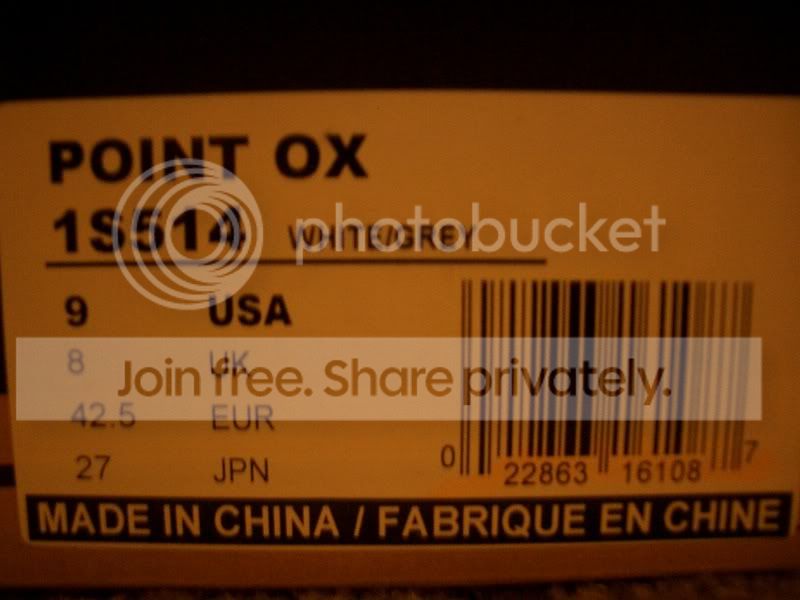 POINT OX
1S514 WHITE/GREY
photobucket
9 USA
8 UK
Join free. Share privately.
42.5 EUR
27 JPN
0 22863 16108 7
MADE IN CHINA / FABRIQUE EN CHINE